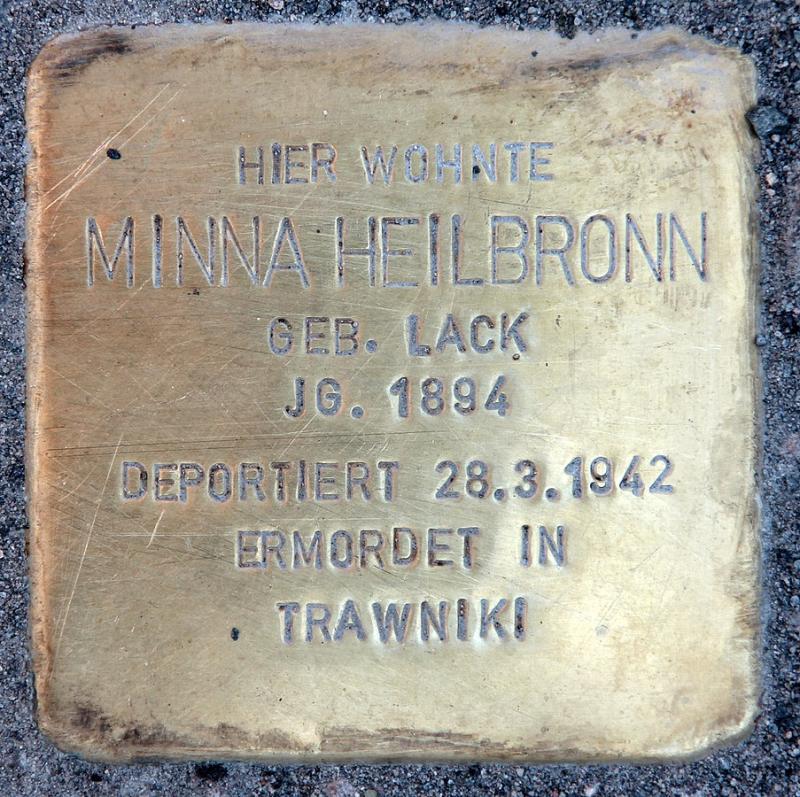 HIER WOHNTE
MINNA HEILBRONN
GEB. LACK
JG. 1894
DEPORTIERT 28.3.1942
ERMORDET IN
TRAWNIKI